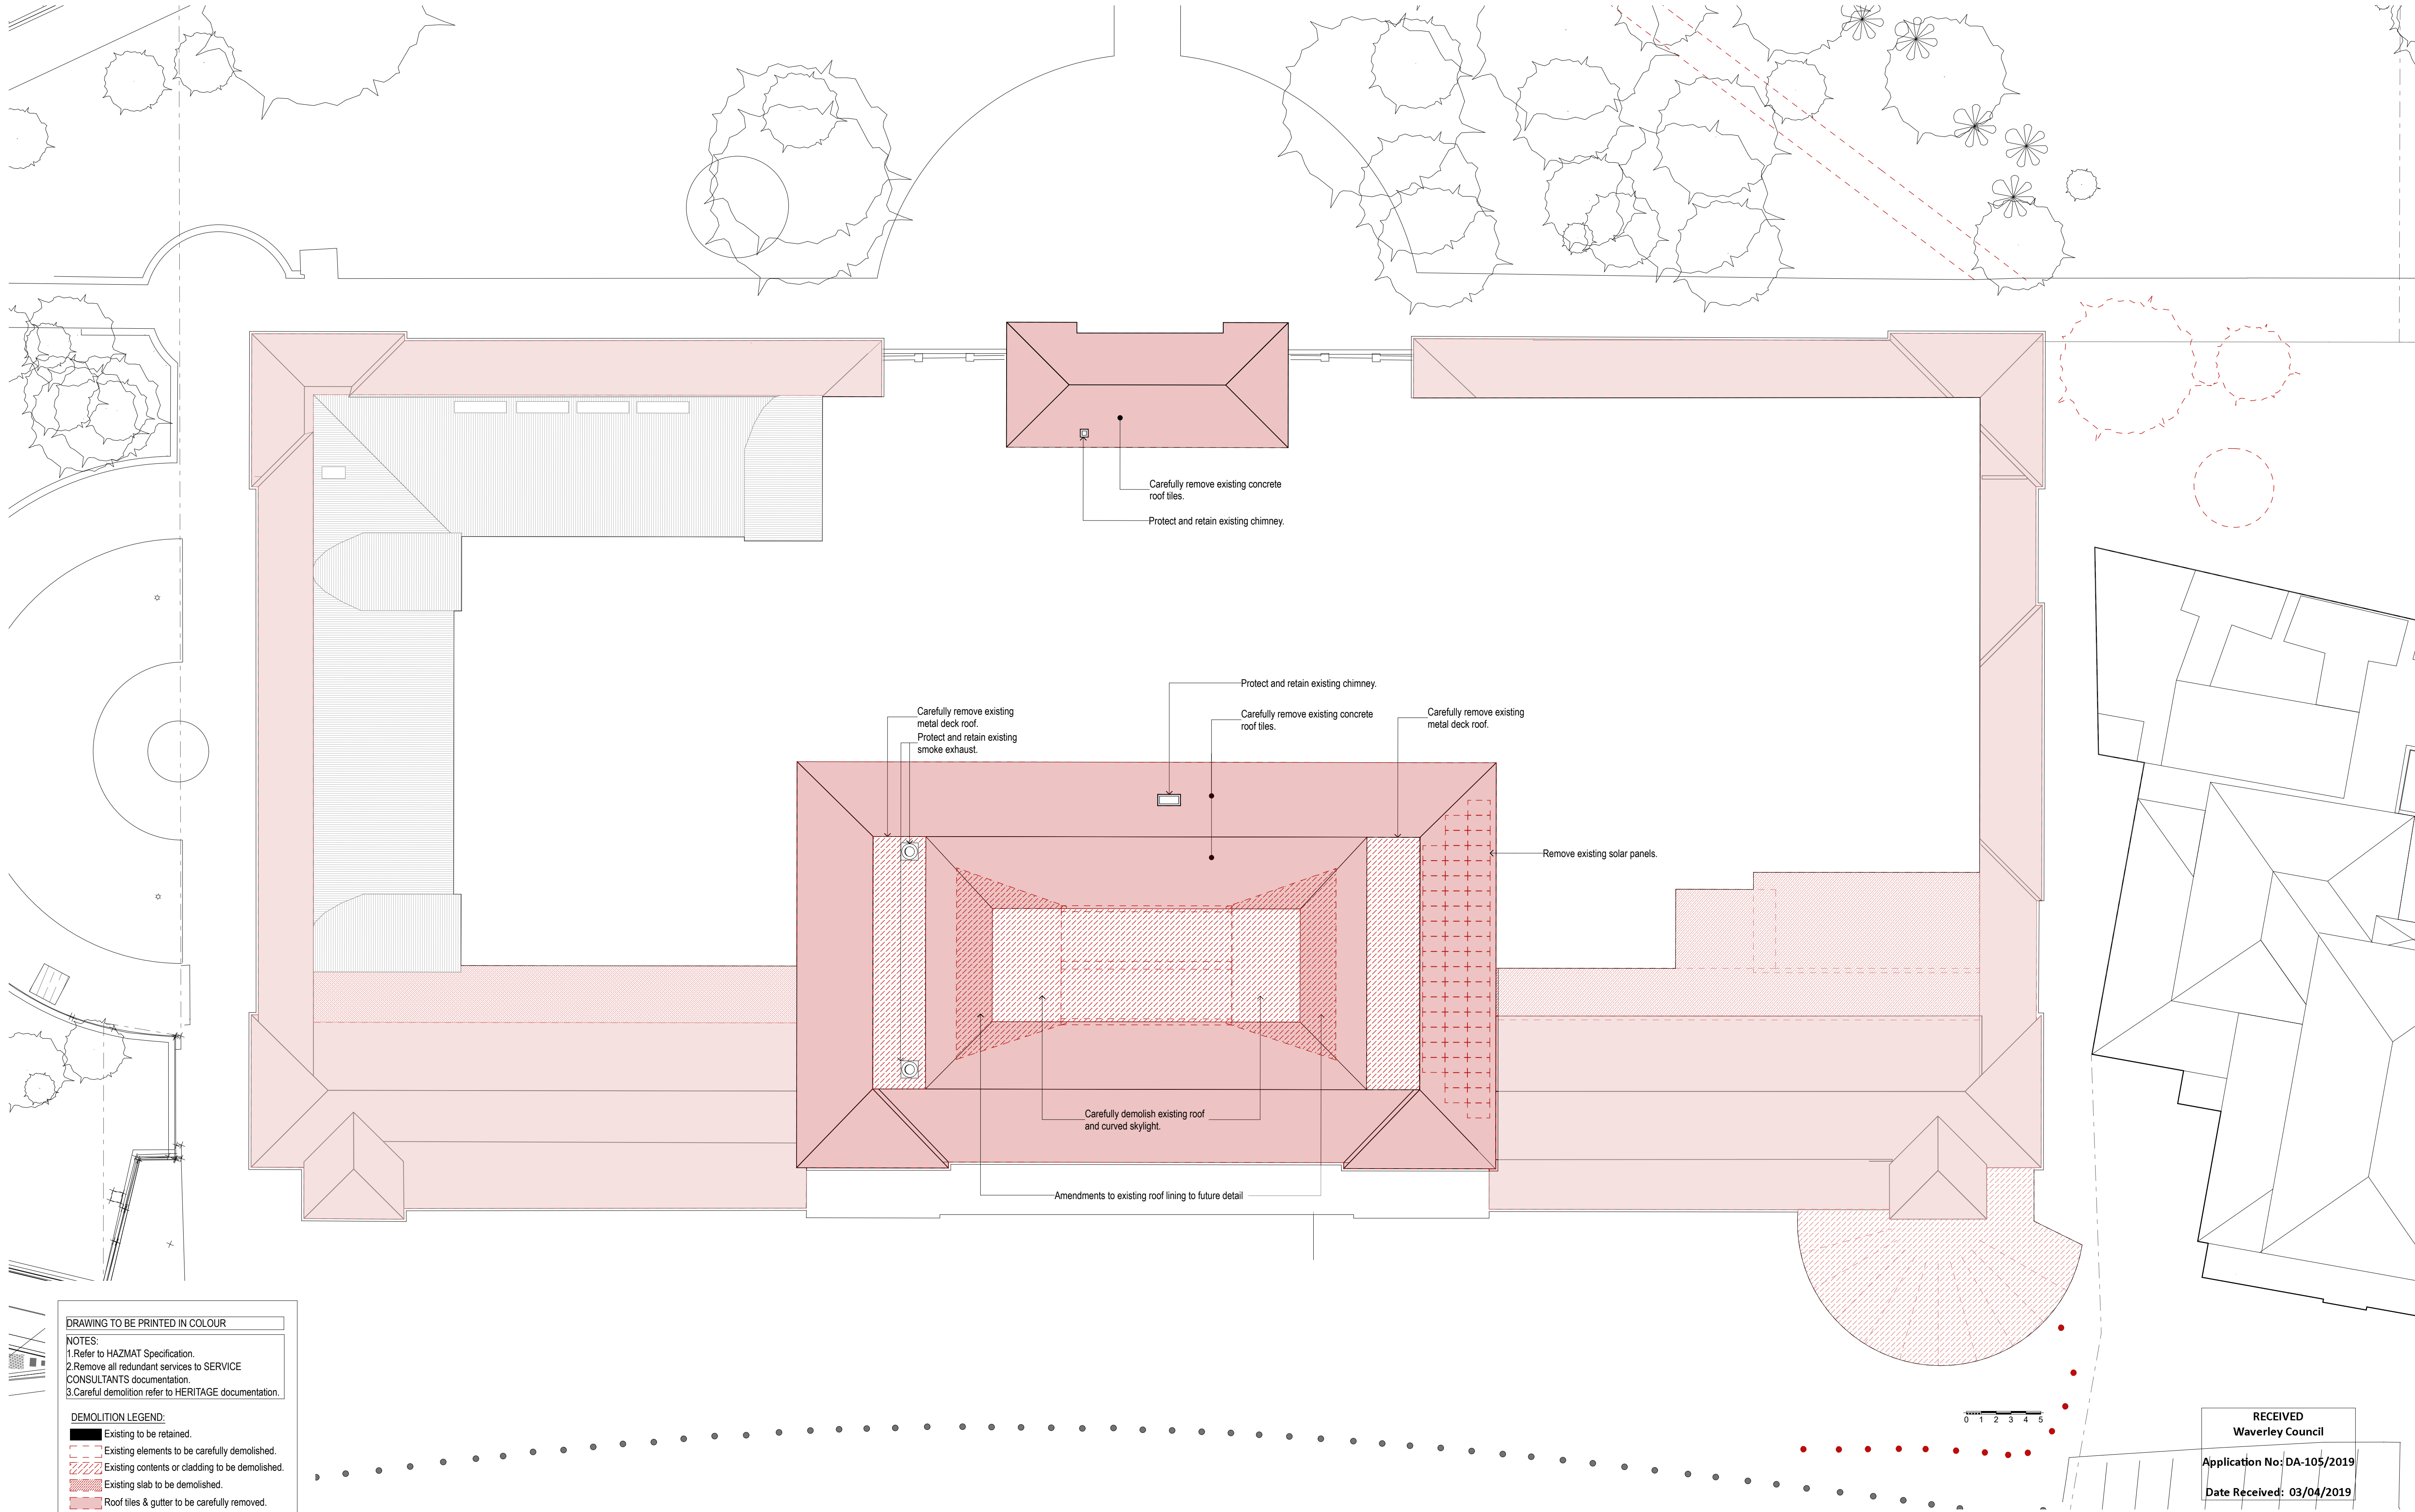 Carefully remove existing concrete
roof tiles.
Protect and retain existing chimney.
Protect and retain existing chimney.
Carefully remove existing
metal deck roof.
Protect and retain existing
smoke exhaust.
Carefully remove existing concrete
roof tiles.
Carefully remove existing
metal deck roof.
Remove existing solar panels.
Carefully demolish existing roof
and curved skylight.
Amendments to existing roof lining to future detail
DRAWING TO BE PRINTED IN COLOUR
NOTES:
1.Refer to HAZMAT Specification.
2.Remove all redundant services to SERVICE
CONSULTANTS documentation.
3.Careful demolition refer to HERITAGE documentation.
DEMOLITION LEGEND:
Existing to be retained.
Existing elements to be carefully demolished.
Existing contents or cladding to be demolished.
Existing slab to be demolished.
Roof tiles & gutter to be carefully removed.
0 1 2 3 4 5
RECEIVED
Waverley Council
Application No: DA-105/2019
Date Received: 03/04/2019